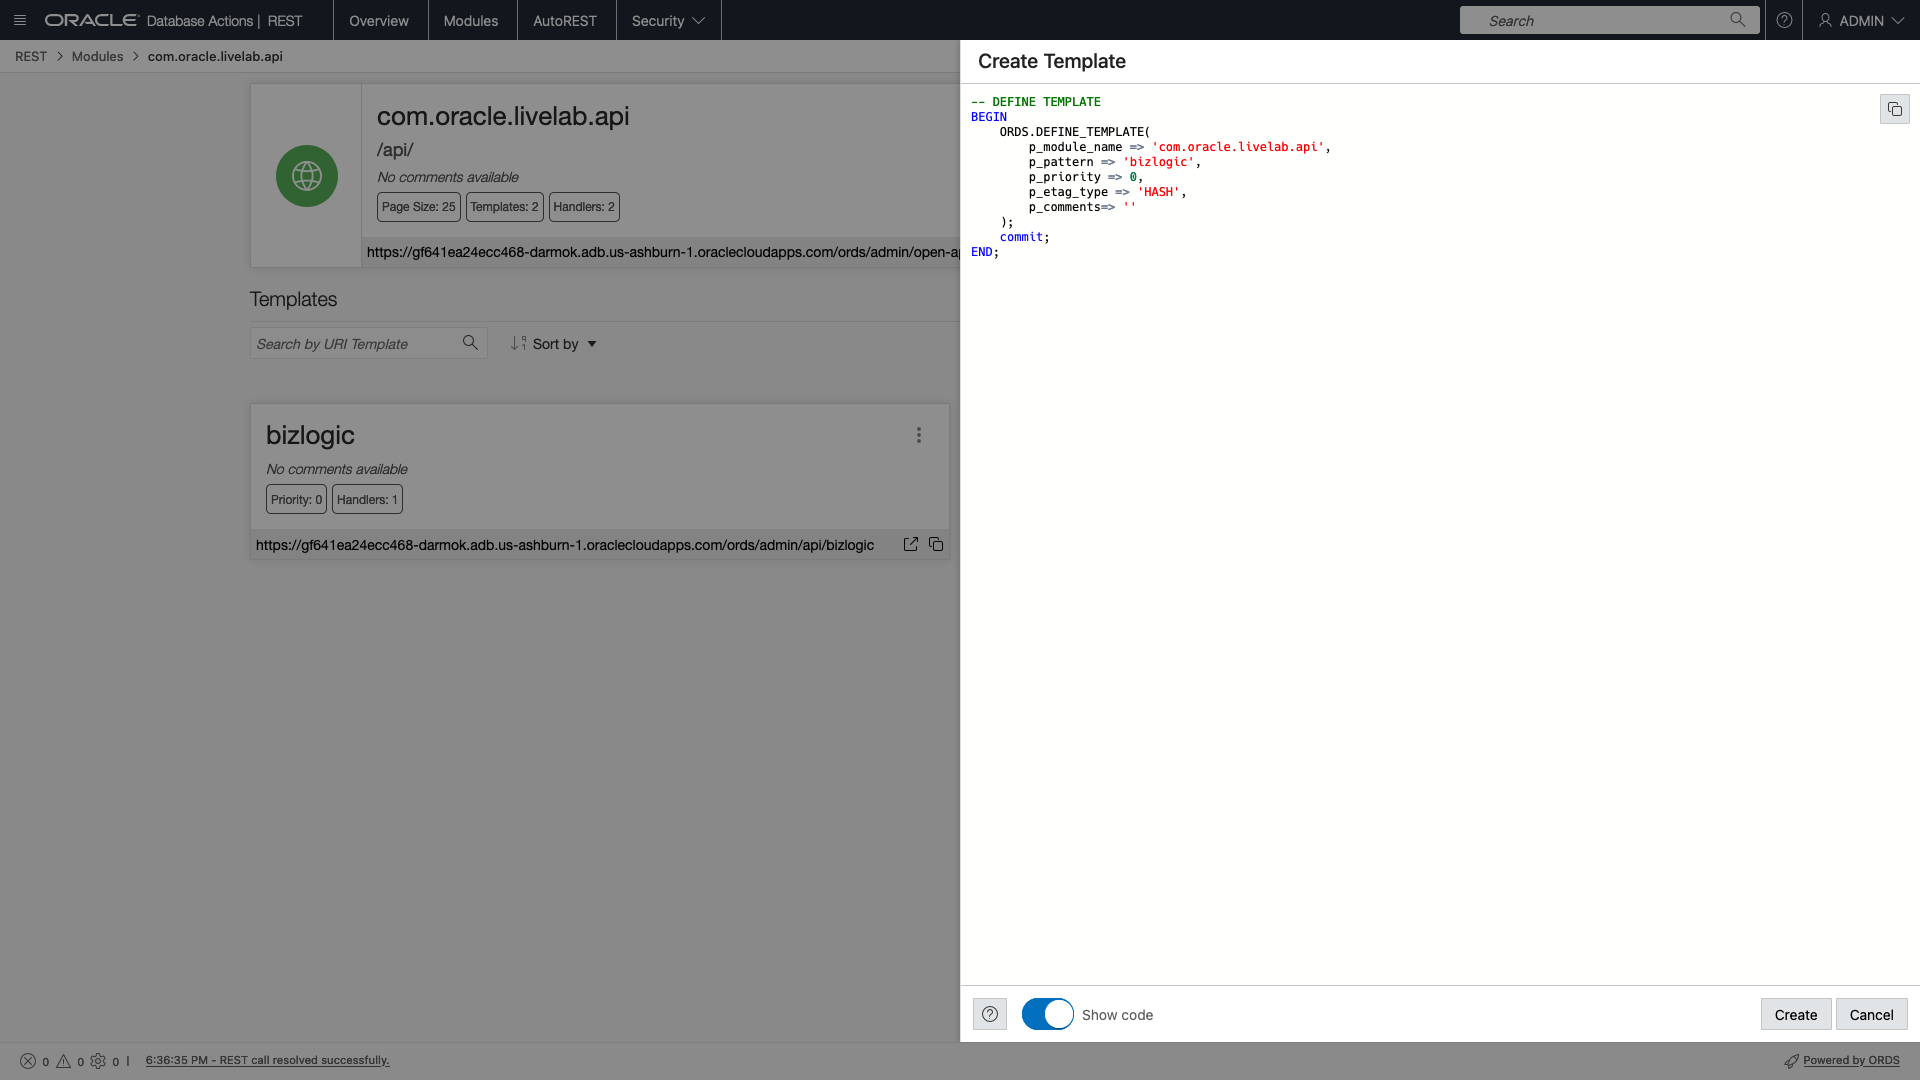 ORACLE Database Actions | REST
Overview
Modules
AutoREST
Security
Search
ADMIN
REST > Modules > com.oracle.livelab.api
com.oracle.livelab.api
/api/
No comments available
Page Size: 25
Templates: 2
Handlers: 2
https://gf641ea24ecc468-darmok.adb.us-ashburn-1.oraclecloudapps.com/ords/admin/open-ap
Templates
Search by URI Template
Sort by
bizlogic
No comments available
Priority: 0
Handlers: 1
https://gf641ea24ecc468-darmok.adb.us-ashburn-1.oraclecloudapps.com/ords/admin/api/bizlogic
Create Template
-- DEFINE TEMPLATE
BEGIN
    ORDS.DEFINE_TEMPLATE(
        p_module_name => 'com.oracle.livelab.api',
        p_pattern => 'bizlogic',
        p_priority => 0,
        p_etag_type => 'HASH',
        p_comments=> ''
    );
    commit;
END;
Show code
Create
Cancel
0 0 0 | 6:36:35 PM - REST call resolved successfully.
Powered by ORDS